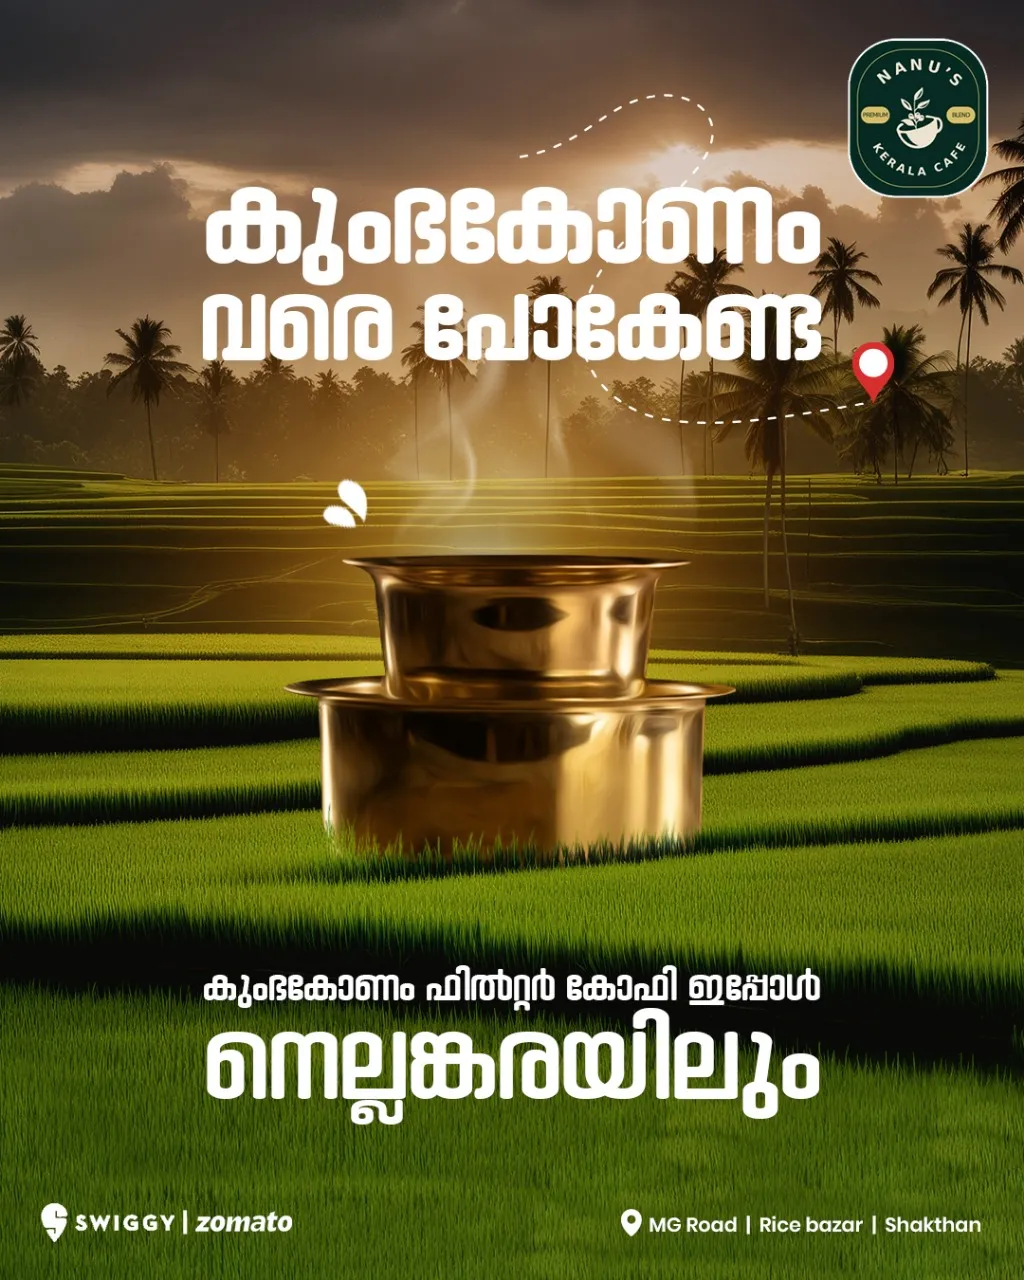 NANU'S
PREMIUM BLEND
KERALA CAFE
കുംഭകോണം
വരെ പോകേണ്ട
കുംഭകോണം ഫിൽറ്റർ കോഫി ഇപ്പോൾ
നെല്ലങ്കരയിലും
SWIGGY | zomato
MG Road | Rice bazar | Shakthan